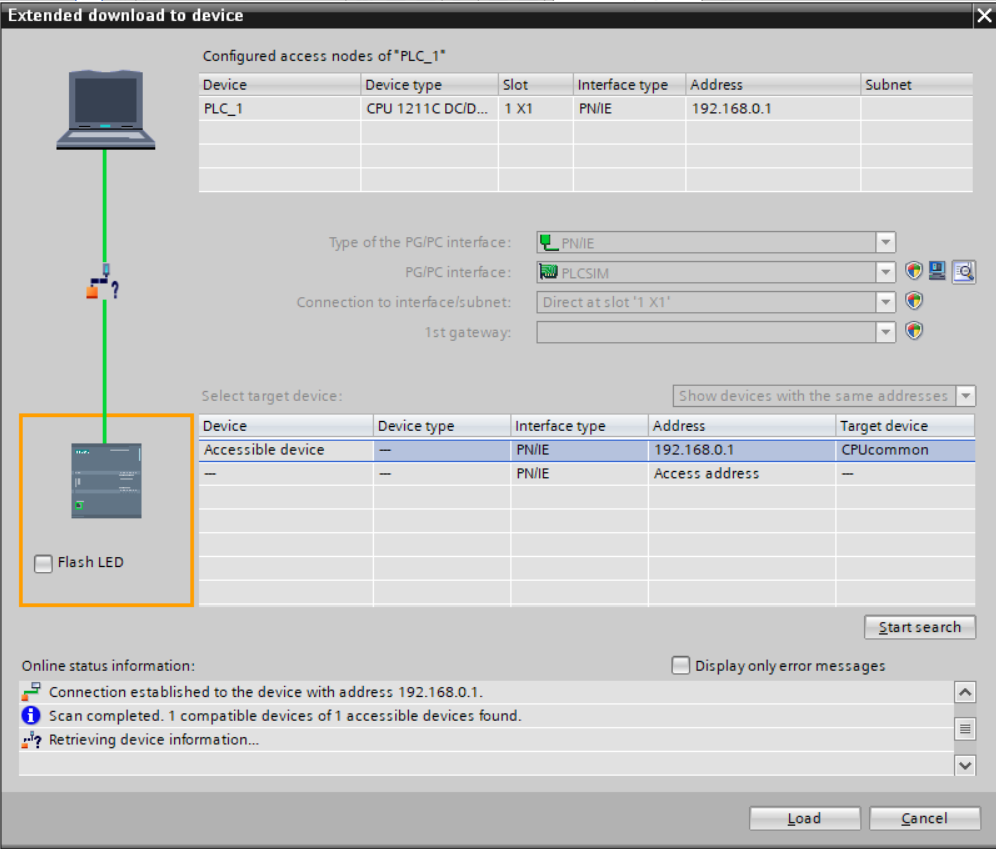 Extended download to device
Configured access nodes of "PLC_1"
Device Device type Slot Interface type Address Subnet
PLC_1 CPU 1211C DC/D... 1 X1 PN/IE 192.168.0.1
Type of the PG/PC interface: PN/IE
PG/PC interface: PLCSIM
Connection to interface/subnet: Direct at slot '1 X1'
1st gateway:
?
Select target device: Show devices with the same addresses
Device Device type Interface type Address Target device
Accessible device — PN/IE 192.168.0.1 CPUcommon
— — PN/IE Access address —
Flash LED
Start search
Online status information: Display only error messages
Connection established to the device with address 192.168.0.1.
Scan completed. 1 compatible devices of 1 accessible devices found.
? Retrieving device information...
Load Cancel